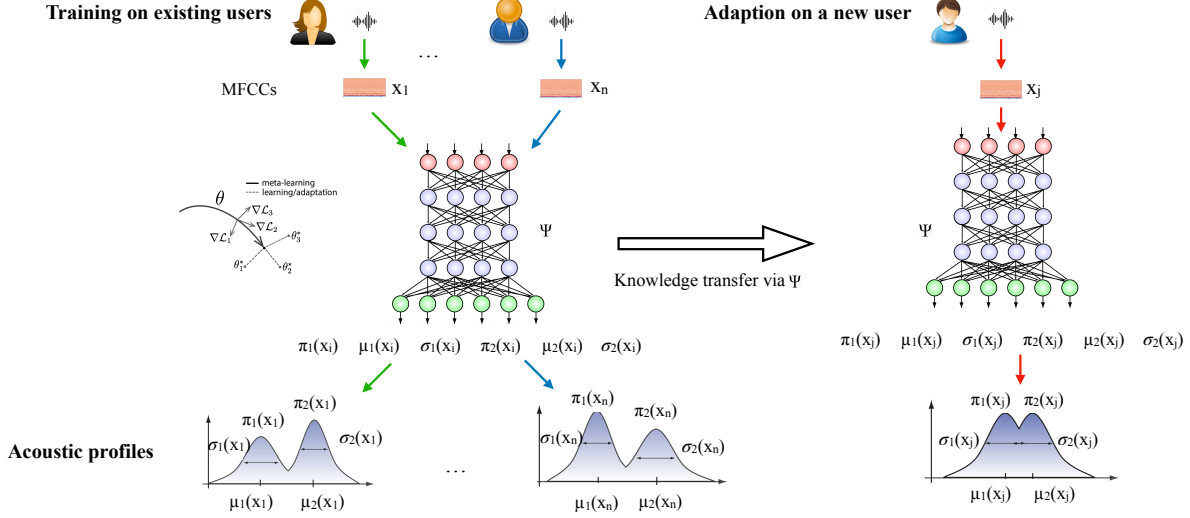 Training on existing users
Adaption on a new user
...
MFCCs
x₁
xₙ
xⱼ
meta-learning
learning/adaptation
θ
∇ℒ₃
∇ℒ₂
∇ℒ₁
θ₃*
θ₁*
θ₂*
Ψ
Ψ
Knowledge transfer via Ψ
π₁(xᵢ) μ₁(xᵢ) σ₁(xᵢ) π₂(xᵢ) μ₂(xᵢ) σ₂(xᵢ)
π₁(xⱼ) μ₁(xⱼ) σ₁(xⱼ) π₂(xⱼ) μ₂(xⱼ) σ₂(xⱼ)
Acoustic profiles
π₁(x₁) π₂(x₁)
σ₁(x₁) σ₂(x₁)
μ₁(x₁) μ₂(x₁)
...
π₁(xₙ) π₂(xₙ)
σ₁(xₙ) σ₂(xₙ)
μ₁(xₙ) μ₂(xₙ)
π₁(xⱼ) π₂(xⱼ)
σ₁(xⱼ) σ₂(xⱼ)
μ₁(xⱼ) μ₂(xⱼ)